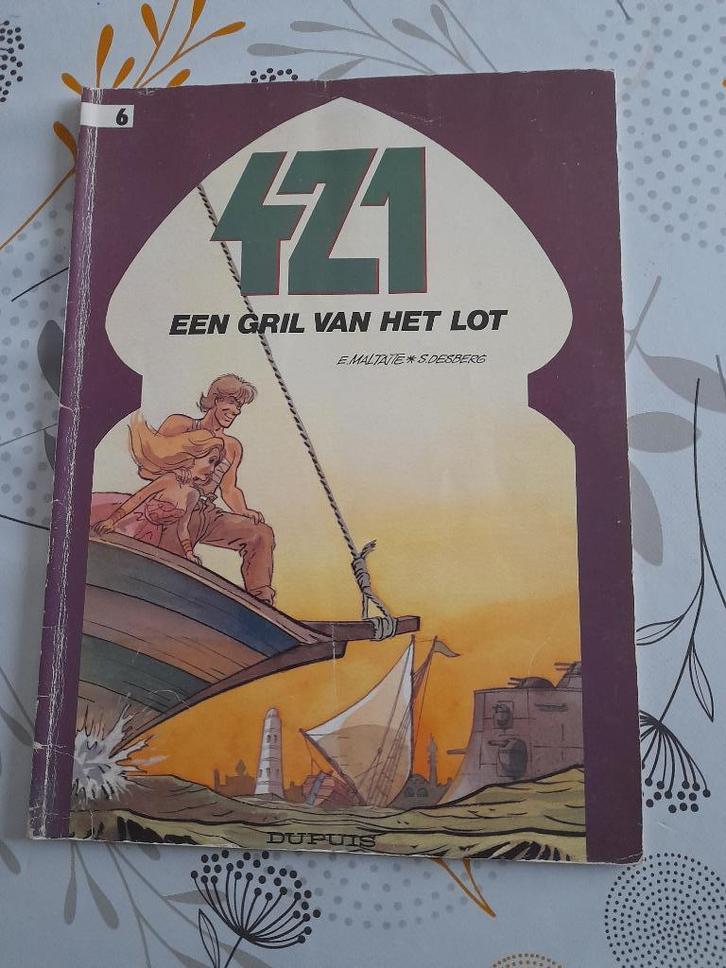 6
421
EEN GRIL VAN HET LOT
E. MALTAITE * S. DESBERG
DUPUIS